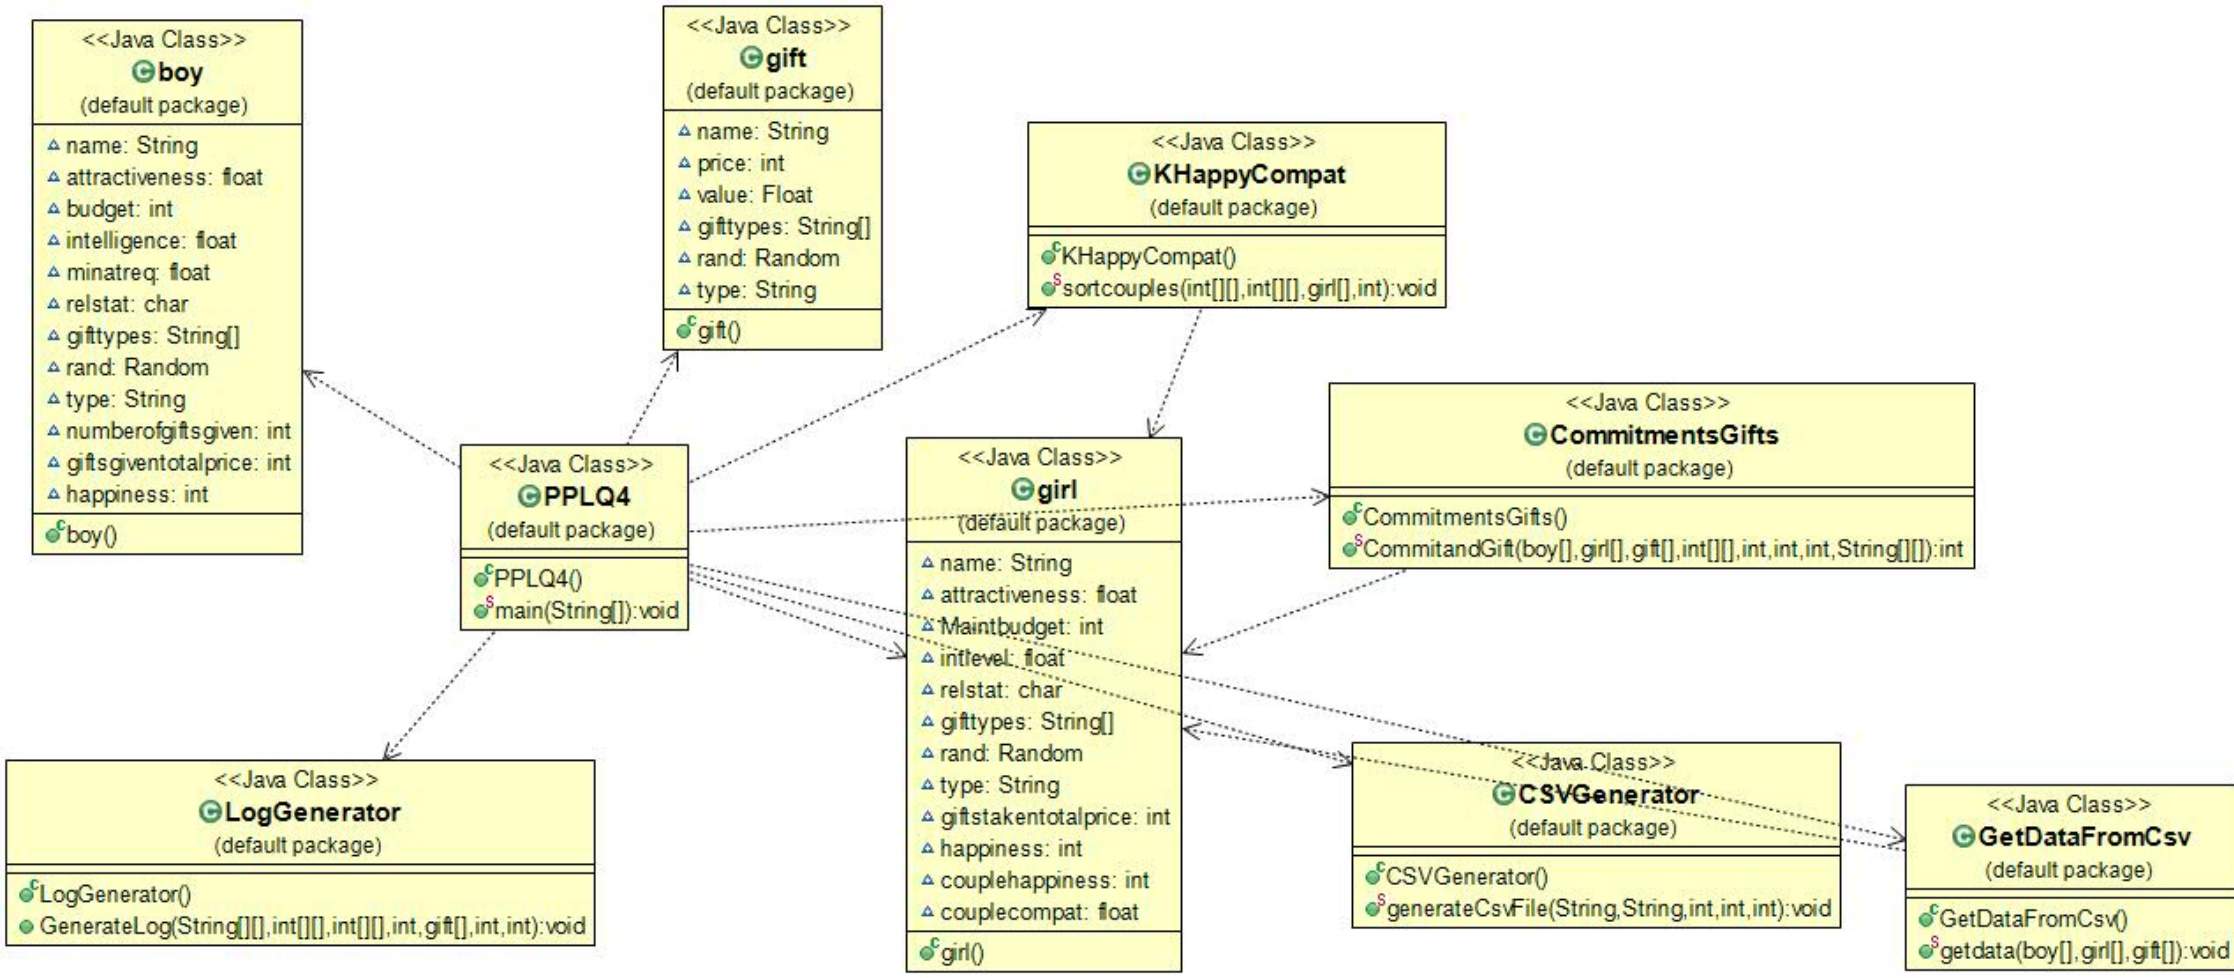 <<Java Class>>
boy
(default package)
name: String
attractiveness: float
budget: int
intelligence: float
minatreq: float
relstat: char
gifttypes: String[]
rand: Random
type: String
numberofgiftsgiven: int
giftsgiventotalprice: int
happiness: int
boy()
<<Java Class>>
gift
(default package)
name: String
price: int
value: Float
gifttypes: String[]
rand: Random
type: String
gift()
<<Java Class>>
KHappyCompat
(default package)
KHappyCompat()
sortcouples(int[][],int[][],girl[],int):void
<<Java Class>>
PPLQ4
(default package)
PPLQ4()
main(String[]):void
<<Java Class>>
girl
(default package)
name: String
attractiveness: float
Maintbudget: int
intlevel: float
relstat: char
gifttypes: String[]
rand: Random
type: String
giftstakentotalprice: int
happiness: int
couplehappiness: int
couplecompat: float
girl()
<<Java Class>>
CommitmentsGifts
(default package)
CommitmentsGifts()
CommitandGift(boy[],girl[],gift[],int[][],int,int,int,String[][]):int
<<Java Class>>
LogGenerator
(default package)
LogGenerator()
GenerateLog(String[][],int[][],int[][],int,gift[],int,int):void
<<Java Class>>
CSVGenerator
(default package)
CSVGenerator()
generateCsvFile(String,String,int,int,int):void
<<Java Class>>
GetDataFromCsv
(default package)
GetDataFromCsv()
getdata(boy[],girl[],gift[]):void